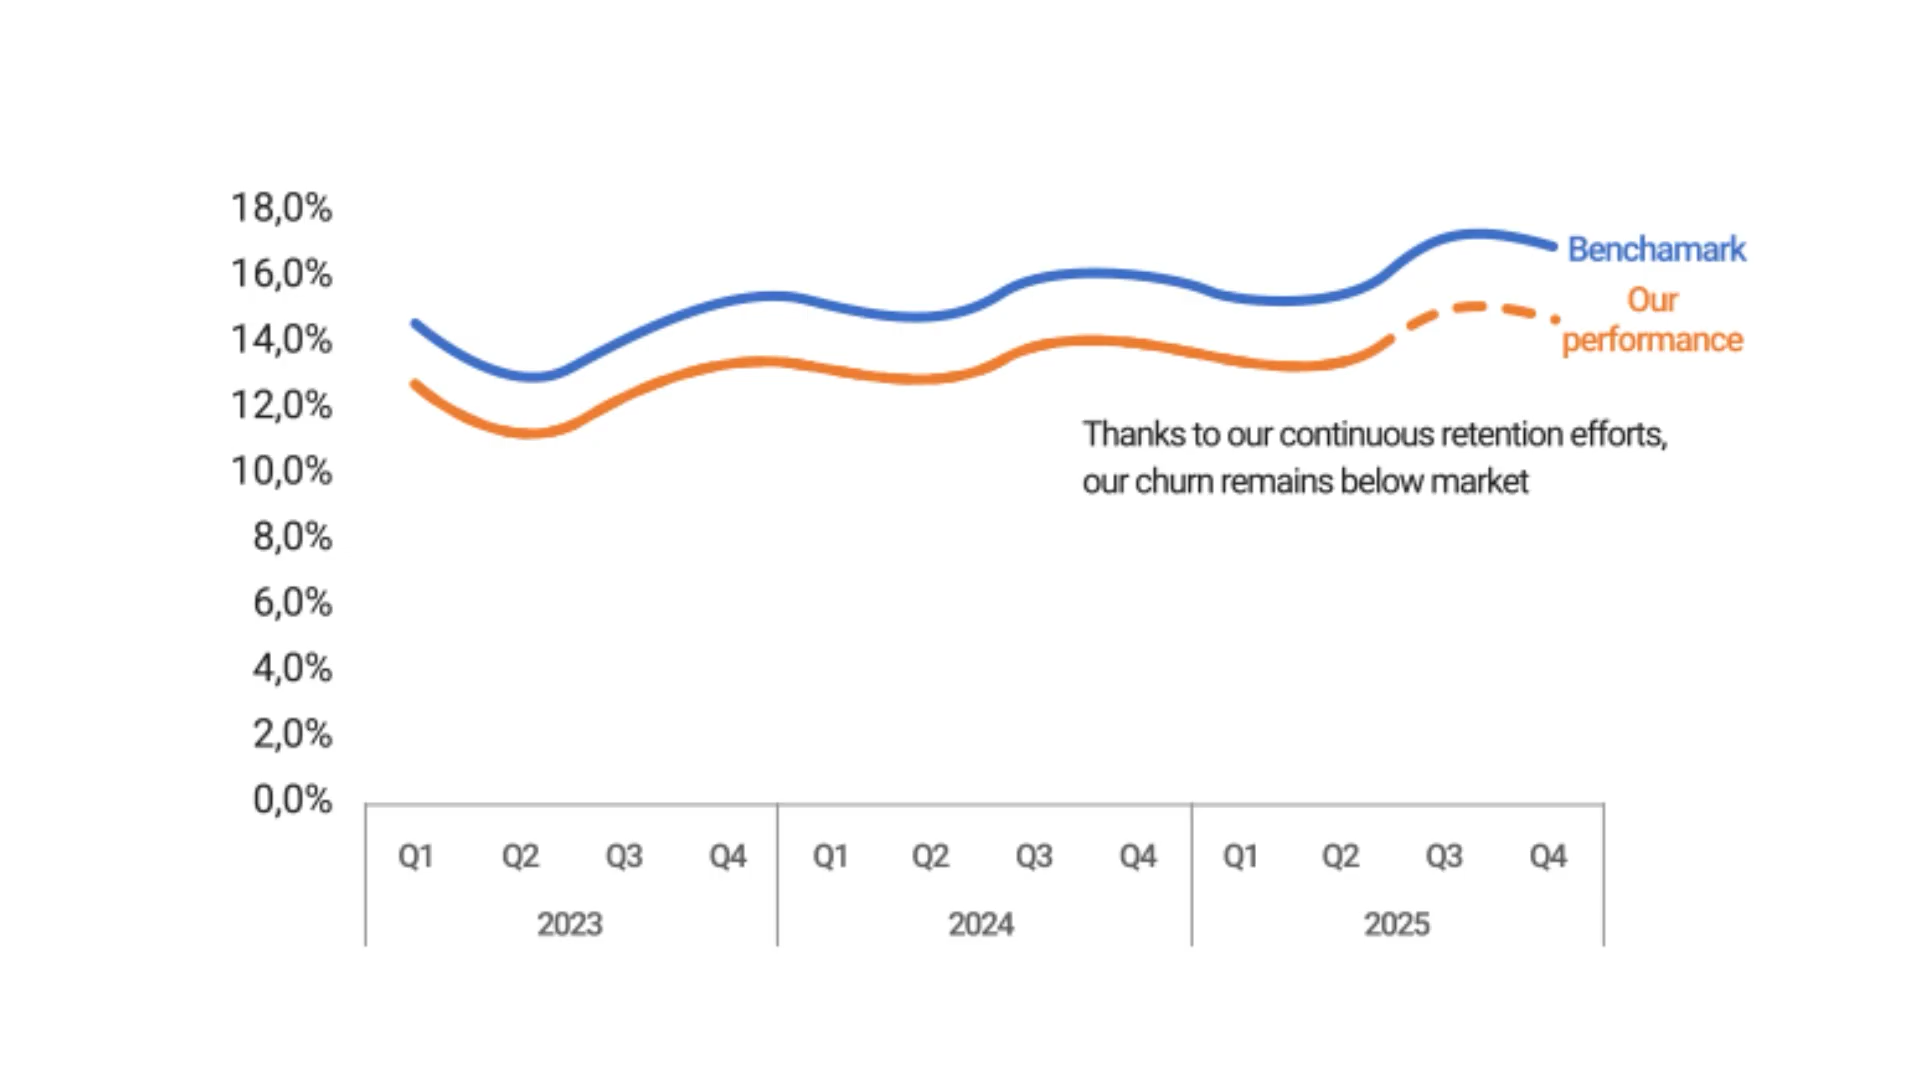 18,0%
16,0%
14,0%
12,0%
10,0%
8,0%
6,0%
4,0%
2,0%
0,0%
Benchamark
Our
performance
Thanks to our continuous retention efforts,
our churn remains below market
Q1 Q2 Q3 Q4 Q1 Q2 Q3 Q4 Q1 Q2 Q3 Q4
2023 2024 2025